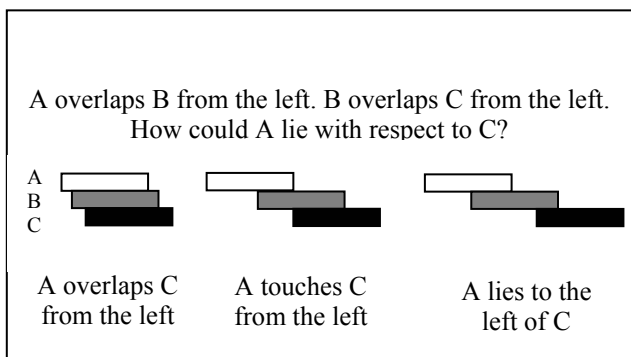 A overlaps B from the left. B overlaps C from the left.
How could A lie with respect to C?
A
B
C
A overlaps C
from the left
A touches C
from the left
A lies to the
left of C